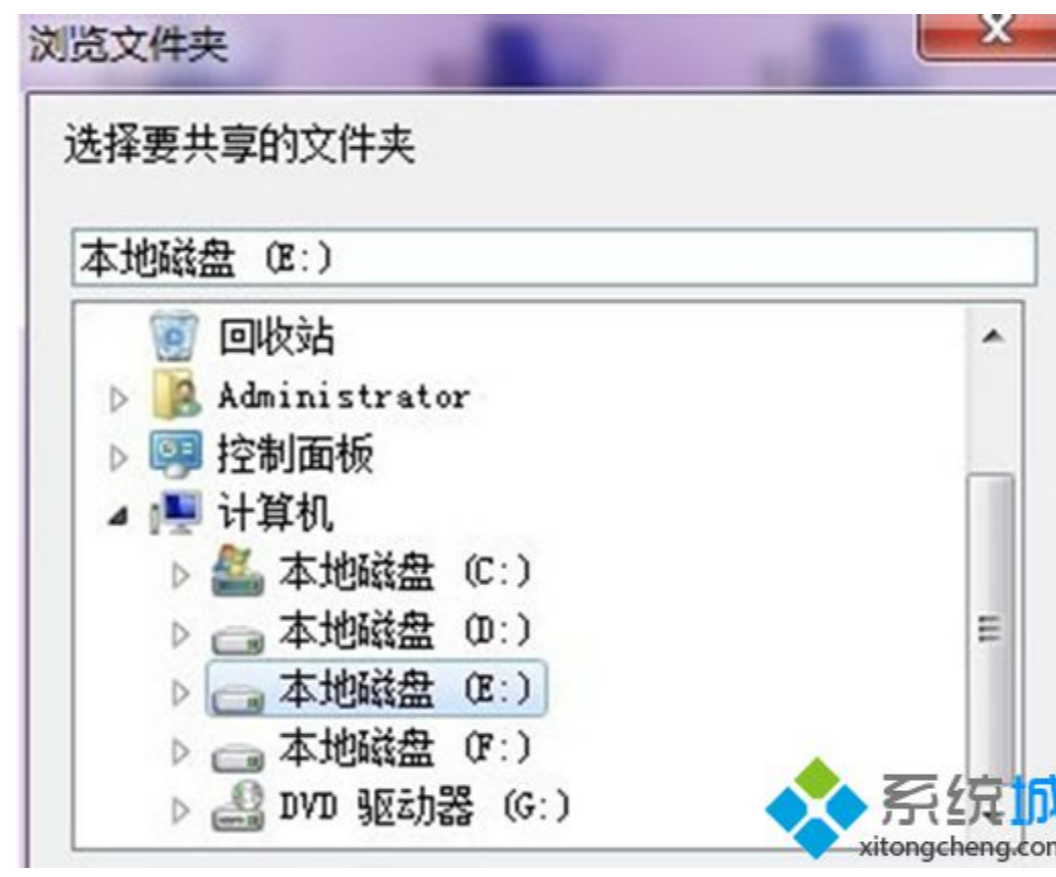 浏览文件夹
选择要共享的文件夹
本地磁盘 (E:)
回收站
Administrator
控制面板
计算机
本地磁盘 (C:)
本地磁盘 (D:)
本地磁盘 (E:)
本地磁盘 (F:)
DVD 驱动器 (G:)
系统城
xitongcheng.com